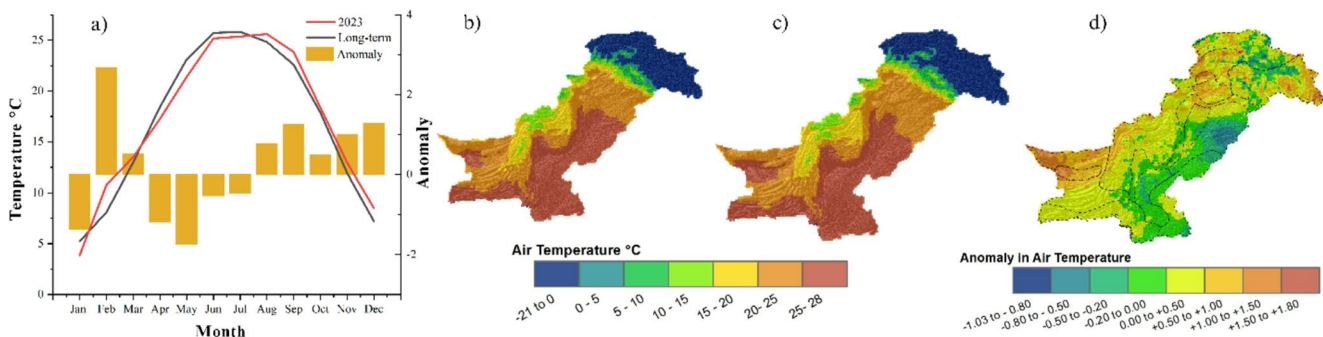 a)
2023
Long-term
Anomaly
Temperature °C
25
20
15
10
5
0
Jan Feb Mar Apr May Jun Jul Aug Sep Oct Nov Dec
Month
4
2
0
-2
Anomaly
b)
c)
d)
Air Temperature °C
-21 to 0
0 - 5
5 - 10
10 - 15
15 - 20
20-25
25-28
Anomaly in Air Temperature
-1.03 to - 0.80
-0.80 to - 0.50
-0.50 to -0.20
-0.20 to 0.00
0.00 to +0.50
+0.50 to +1.00
+1.00 to +1.50
+1.50 to +1.80